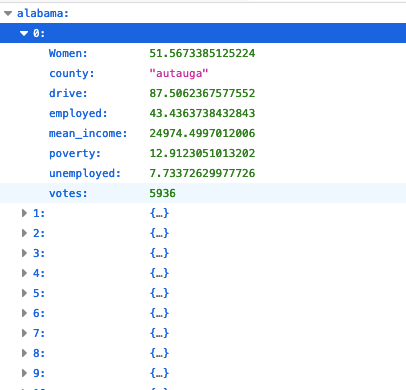 alabama:
0:
Women: 51.5673385125224
county: "autauga"
drive: 87.5062367577552
employed: 43.4363738432843
mean_income: 24974.4997012006
poverty: 12.9123051013202
unemployed: 7.73372629977726
votes: 5936
1: {…}
2: {…}
3: {…}
4: {…}
5: {…}
6: {…}
7: {…}
8: {…}
9: {…}